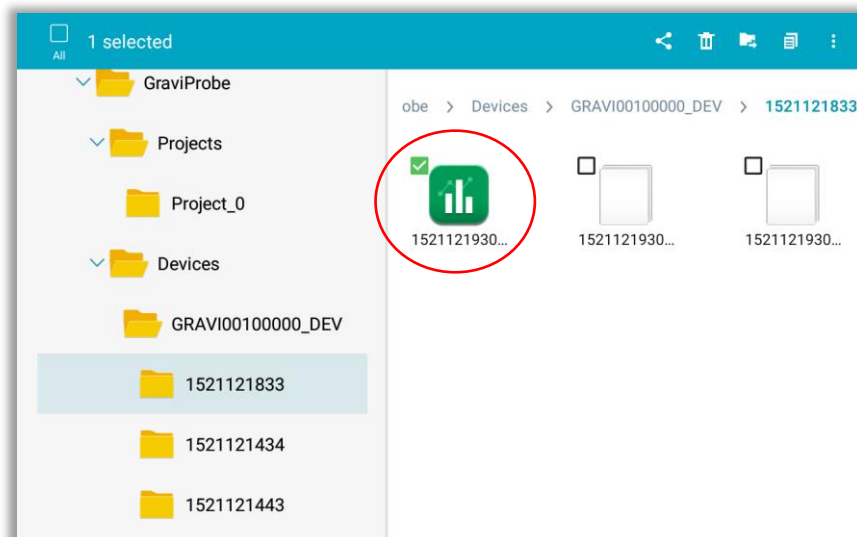 All
1 selected
GraviProbe
Projects
Project_0
Devices
GRAVI00100000_DEV
1521121833
1521121434
1521121443
obe > Devices > GRAVI00100000_DEV > 1521121833
1521121930...
1521121930...
1521121930...